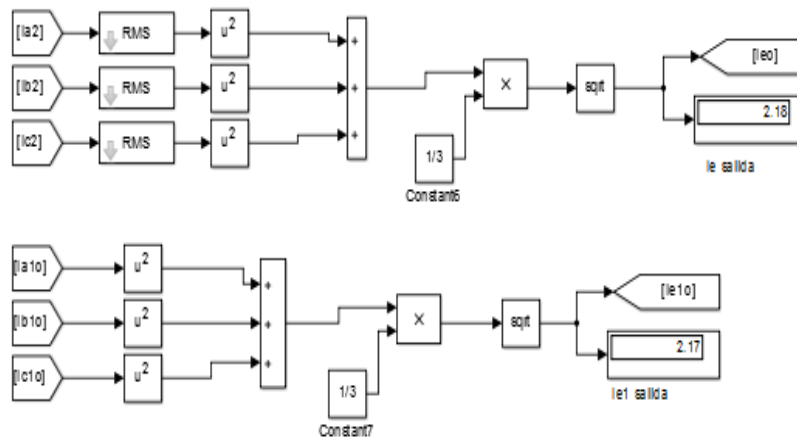 [Ia2] RMS u²
[Ib2] RMS u²
[Ic2] RMS u²
+
+
+
×
1/3
Constant6
sqrt
[Ieo]
2.18
Ie salida
[Ia1o] u²
[Ib1o] u²
[Ic1o] u²
+
+
+
×
1/3
Constant7
sqrt
[Ie1o]
2.17
Ie1 salida